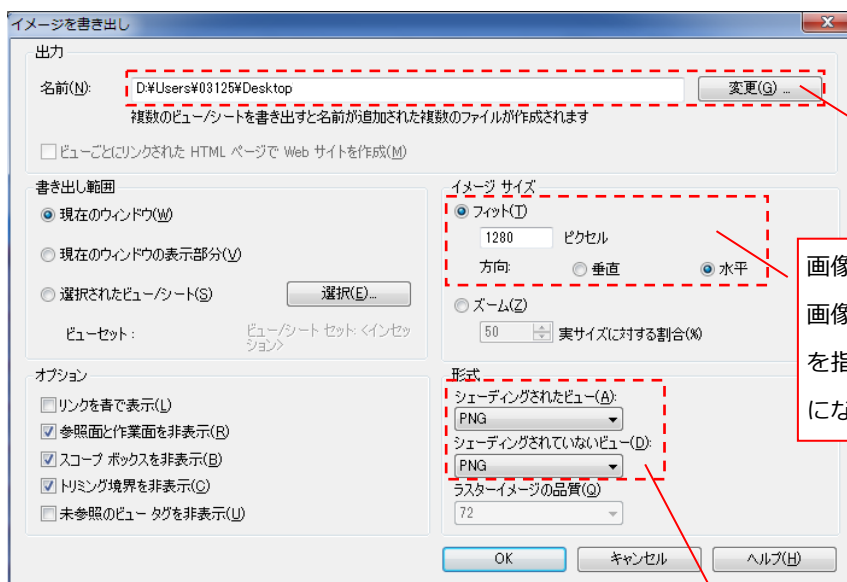 イメージを書き出し
出力
名前(N): D:¥Users¥03125¥Desktop 変更(G) ...
複数のビュー/シートを書き出すと名前が追加された複数のファイルが作成されます
ビューごとにリンクされた HTML ページで Web サイトを作成(M)
書き出し範囲
現在のウィンドウ(W)
現在のウィンドウの表示部分(V)
選択されたビュー/シート(S) 選択(E)...
ビューセット: ビュー/シート セット: <インセッ
ション>
イメージ サイズ
フィット(T)
1280 ピクセル
方向: 垂直 水平
ズーム(Z)
50 実サイズに対する割合(%)
画像
画像
を指
にな
オプション
リンクを青で表示(L)
参照面と作業面を非表示(R)
スコープ ボックスを非表示(B)
トリミング境界を非表示(C)
未参照のビュー タグを非表示(U)
形式
シェーディングされたビュー(A):
PNG
シェーディングされていないビュー(D):
PNG
ラスターイメージの品質(Q)
72
OK キャンセル ヘルプ(H)